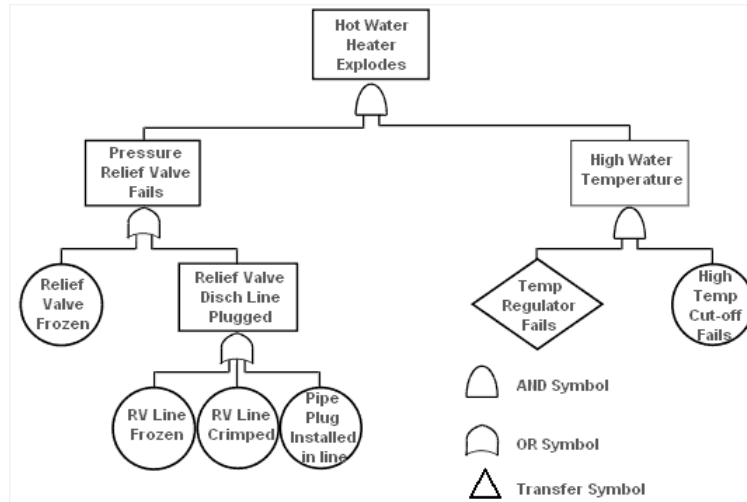 Hot Water
Heater
Explodes
Pressure
Relief Valve
Fails
High Water
Temperature
Relief
Valve
Frozen
Relief Valve
Disch Line
Plugged
Temp
Regulator
Fails
High
Temp
Cut-off
Fails
RV Line
Frozen
RV Line
Crimped
Pipe
Plug
Installed
in line
AND Symbol
OR Symbol
Transfer Symbol